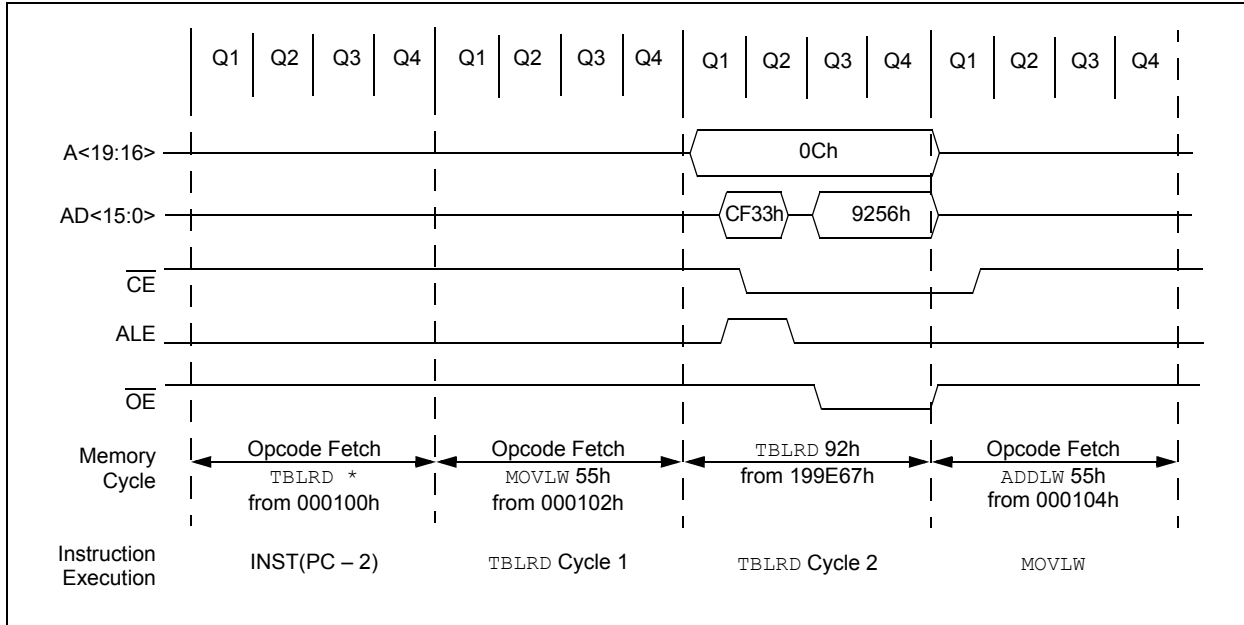 Q1 Q2 Q3 Q4 Q1 Q2 Q3 Q4 Q1 Q2 Q3 Q4 Q1 Q2 Q3 Q4
A<19:16>
0Ch
AD<15:0>
CF33h
9256h
CE
ALE
OE
Memory
Cycle
Opcode Fetch
TBLRD *
from 000100h
Opcode Fetch
MOVLW 55h
from 000102h
TBLRD 92h
from 199E67h
Opcode Fetch
ADDLW 55h
from 000104h
Instruction
Execution
INST(PC – 2)
TBLRD Cycle 1
TBLRD Cycle 2
MOVLW